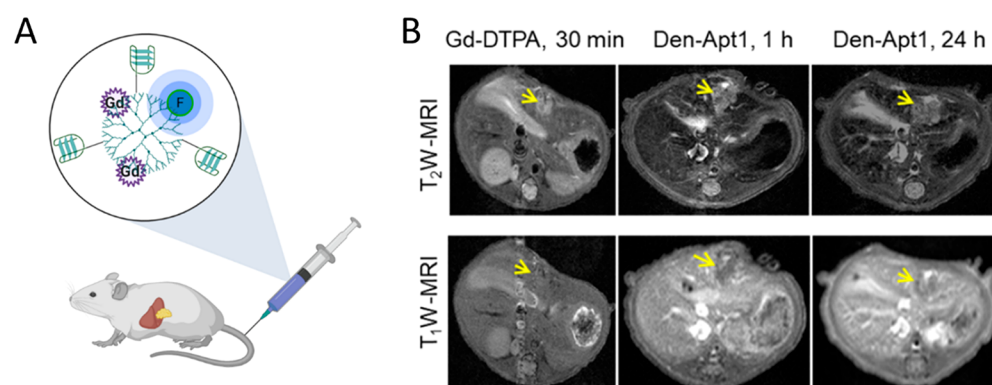 A
Gd
F
Gd
B
Gd-DTPA, 30 min
Den-Apt1, 1 h
Den-Apt1, 24 h
T₂W-MRI
T₁W-MRI